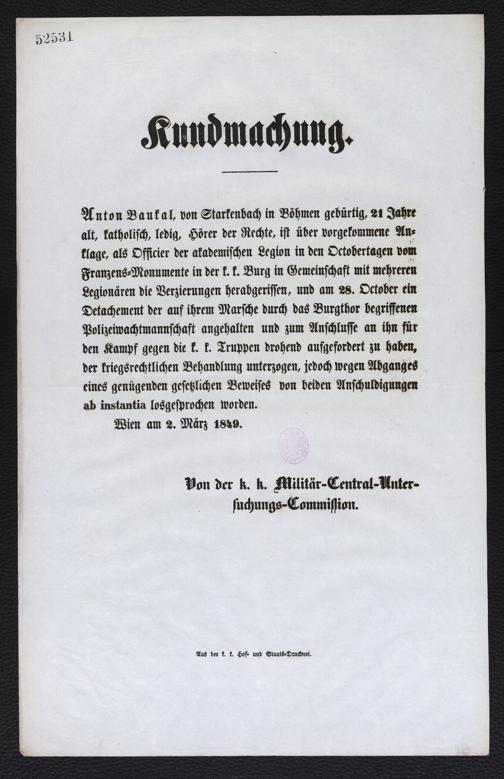 52531
Kundmachung.
Anton Baukal, von Starkenbach in Böhmen gebürtig, 21 Jahre
alt, katholisch, ledig, Hörer der Rechte, ist über vorgekommene An-
klage, als Officier der akademischen Legion in den Octobertagen vom
Franzens-Monumente in der k. k. Burg in Gemeinschaft mit mehreren
Legionären die Verzierungen herabgerissen, und am 28. October ein
Detachement der auf ihrem Marsche durch das Burgthor begriffenen
Polizeiwachtmannschaft angehalten und zum Anschlusse an ihn für
den Kampf gegen die k. k. Truppen drohend aufgefordert zu haben,
der kriegsrechtlichen Behandlung unterzogen, jedoch wegen Abganges
eines genügenden gesetzlichen Beweises von beiden Anschuldigungen
ab instantia losgesprochen worden.
Wien am 2. März 1849.
Von der k. k. Militär-Central-Unter-
suchungs-Commission.
Aus der k. k. Hof- und Staats-Druckerei.